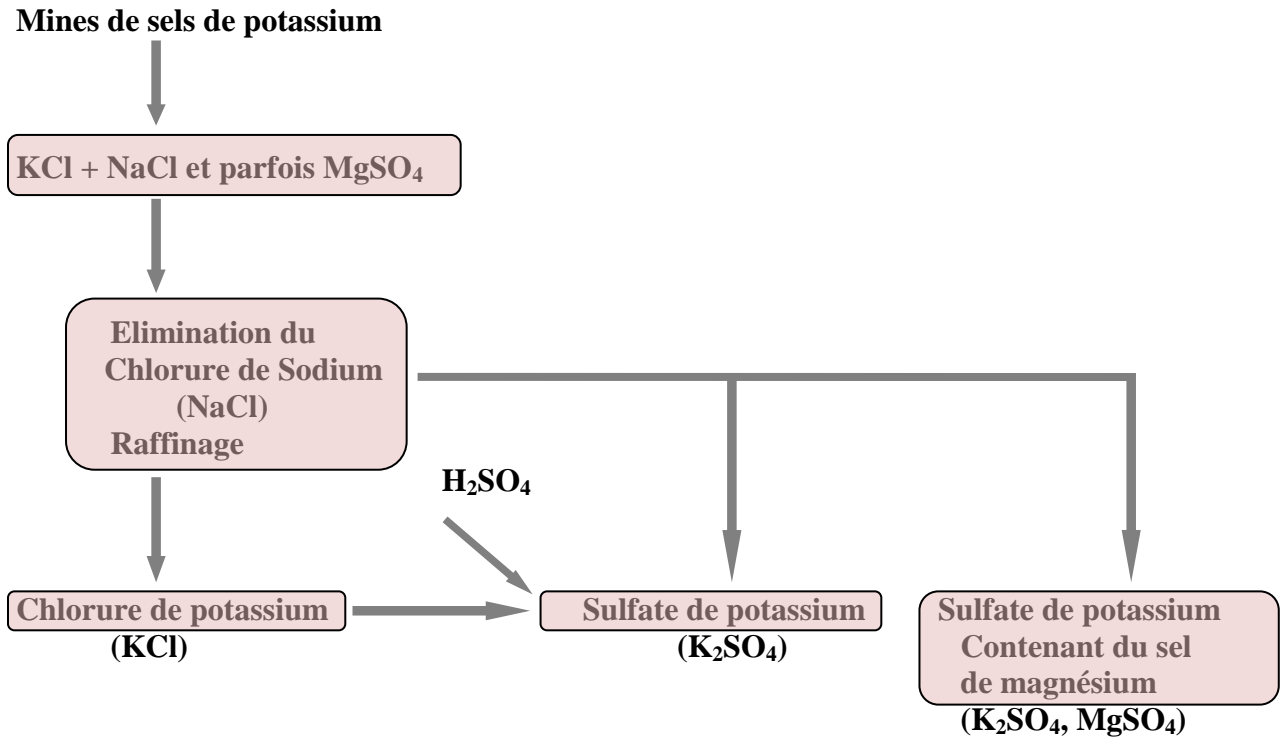 Mines de sels de potassium
KCl + NaCl et parfois MgSO₄
Elimination du
Chlorure de Sodium
(NaCl)
Raffinage
H₂SO₄
Chlorure de potassium
(KCl)
Sulfate de potassium
(K₂SO₄)
Sulfate de potassium
Contenant du sel
de magnésium
(K₂SO₄, MgSO₄)